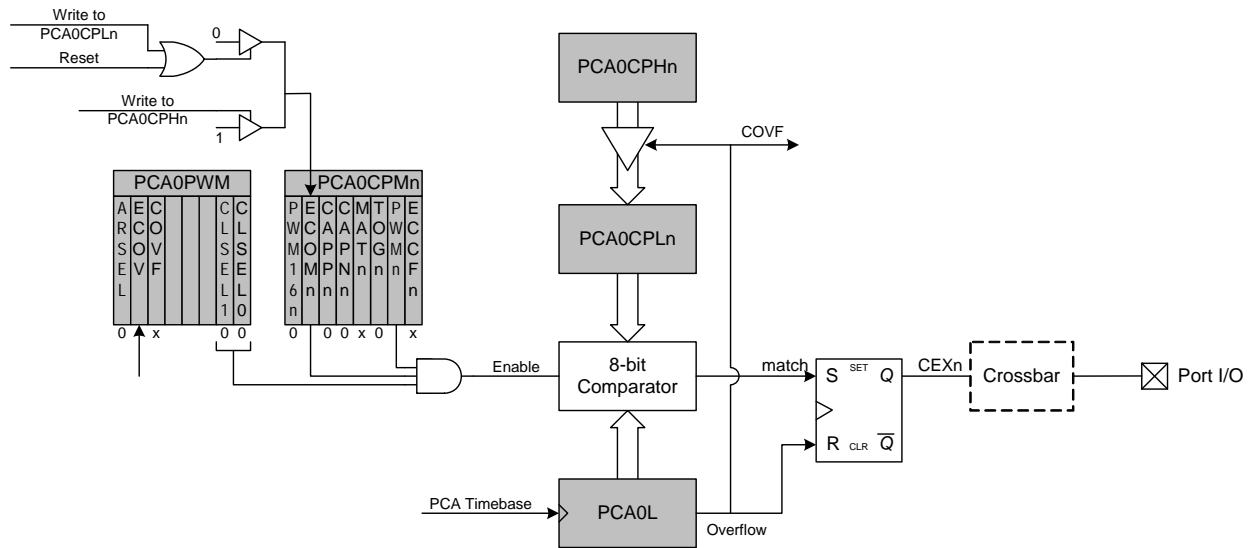 Write to
PCA0CPLn
Reset
0
Write to
PCA0CPHn
1
PCA0CPHn
COVF
PCA0PWM
ARSEL
ECOV
COVF
CLSEL1
CLSEL0
0 x 0 0
PCA0CPMn
PWM16n
ECOMn
CAPPn
CAPNn
MATn
TOGn
PWMn
ECCFn
0 0 0 x 0 x
PCA0CPLn
Enable
8-bit
Comparator
match
S SET Q
R CLR Q
CEXn
Crossbar
Port I/O
PCA Timebase
PCA0L
Overflow